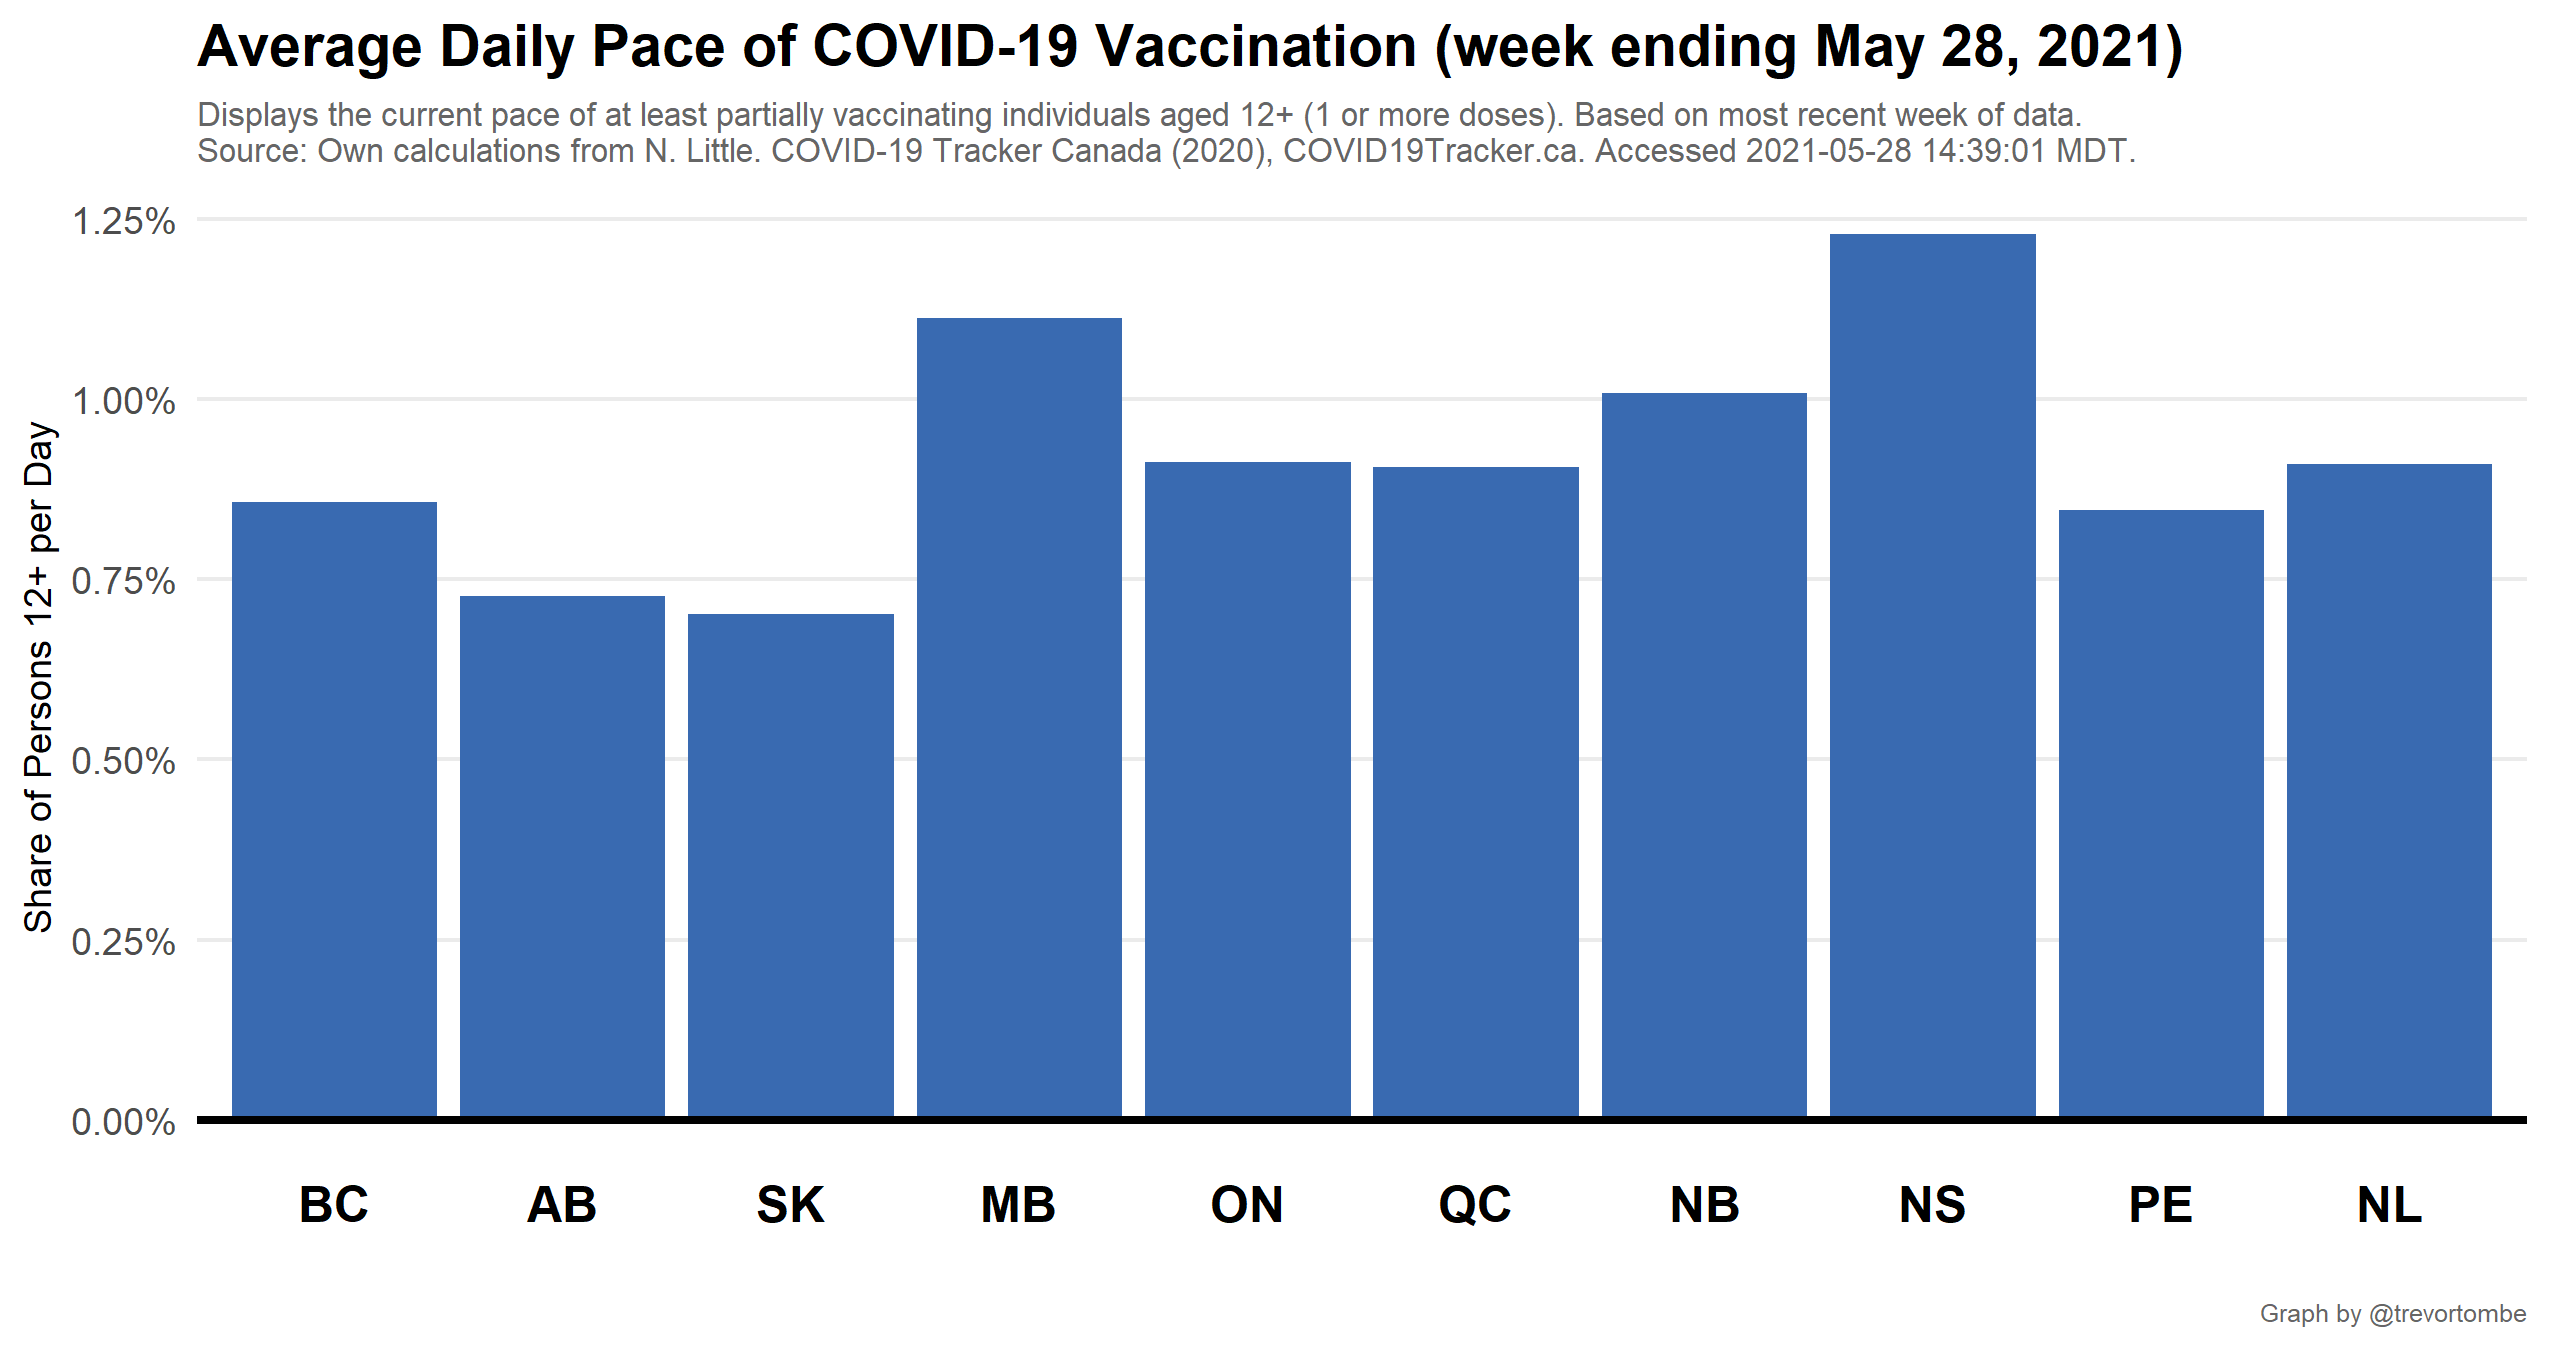 Average Daily Pace of COVID-19 Vaccination (week ending May 28, 2021)
Displays the current pace of at least partially vaccinating individuals aged 12+ (1 or more doses). Based on most recent week of data.
Source: Own calculations from N. Little. COVID-19 Tracker Canada (2020), COVID19Tracker.ca. Accessed 2021-05-28 14:39:01 MDT.
Share of Persons 12+ per Day
1.25%
1.00%
0.75%
0.50%
0.25%
0.00%
BC AB SK MB ON QC NB NS PE NL
Graph by @trevortombe